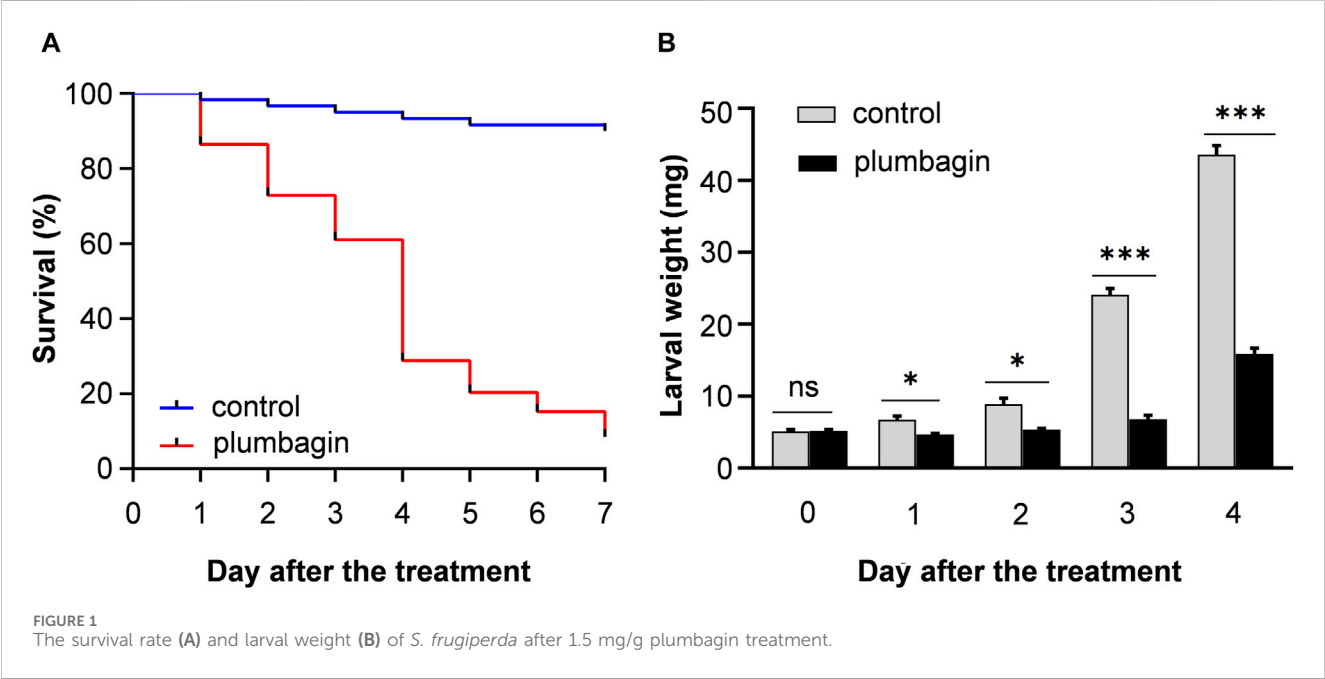 A
Survival (%)
100
80
60
40
20
0
control
plumbagin
0 1 2 3 4 5 6 7
Day after the treatment
B
Larval weight (mg)
50
40
30
20
10
0
control
plumbagin
ns
*
*
***
***
0 1 2 3 4
Day after the treatment
FIGURE 1
The survival rate (A) and larval weight (B) of S. frugiperda after 1.5 mg/g plumbagin treatment.